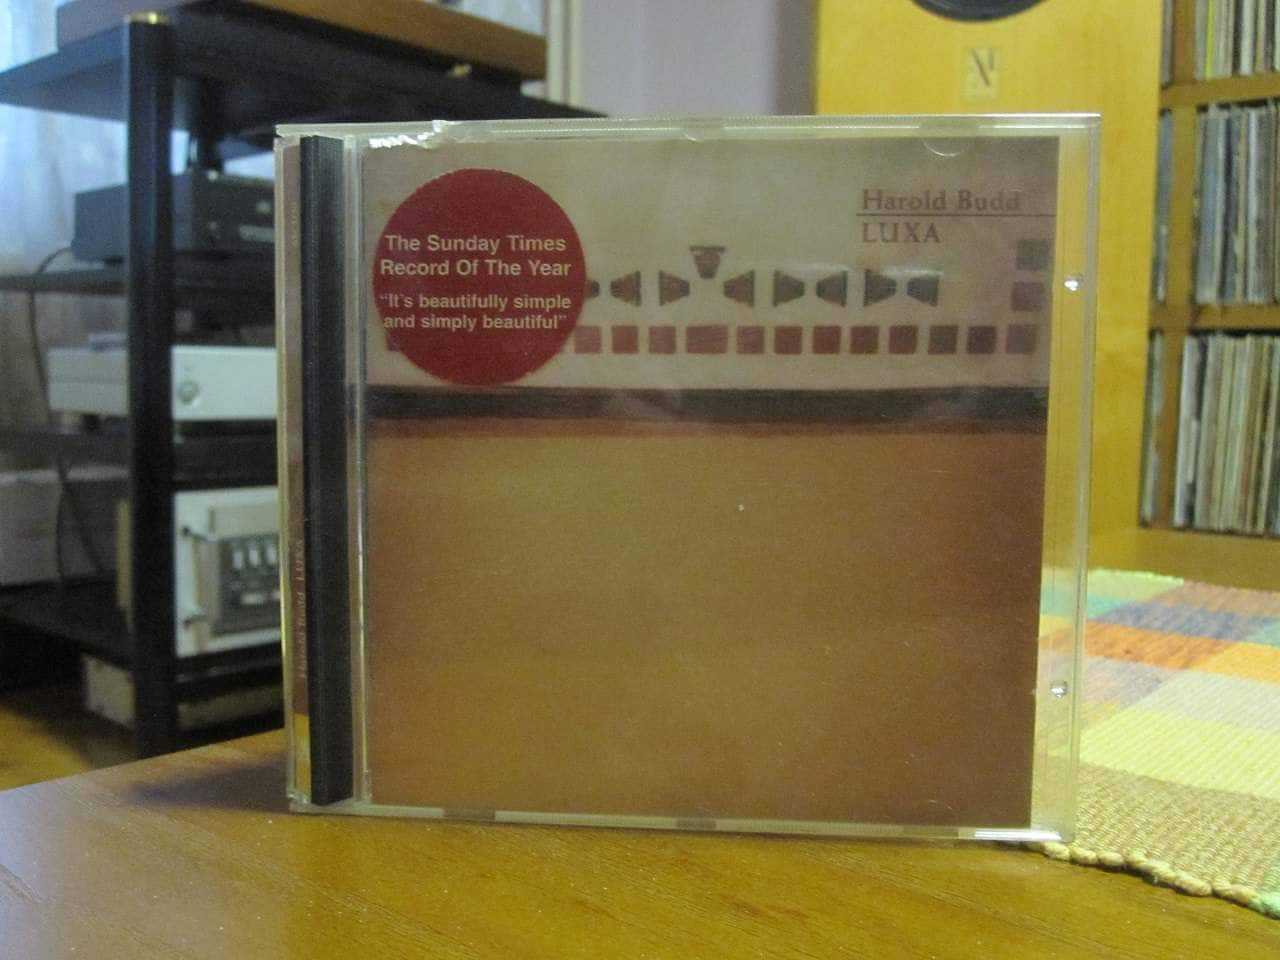 The Sunday Times
Record Of The Year
"It's beautifully simple
and simply beautiful"
Harold Budd
LUXA
Harold Budd LUXA